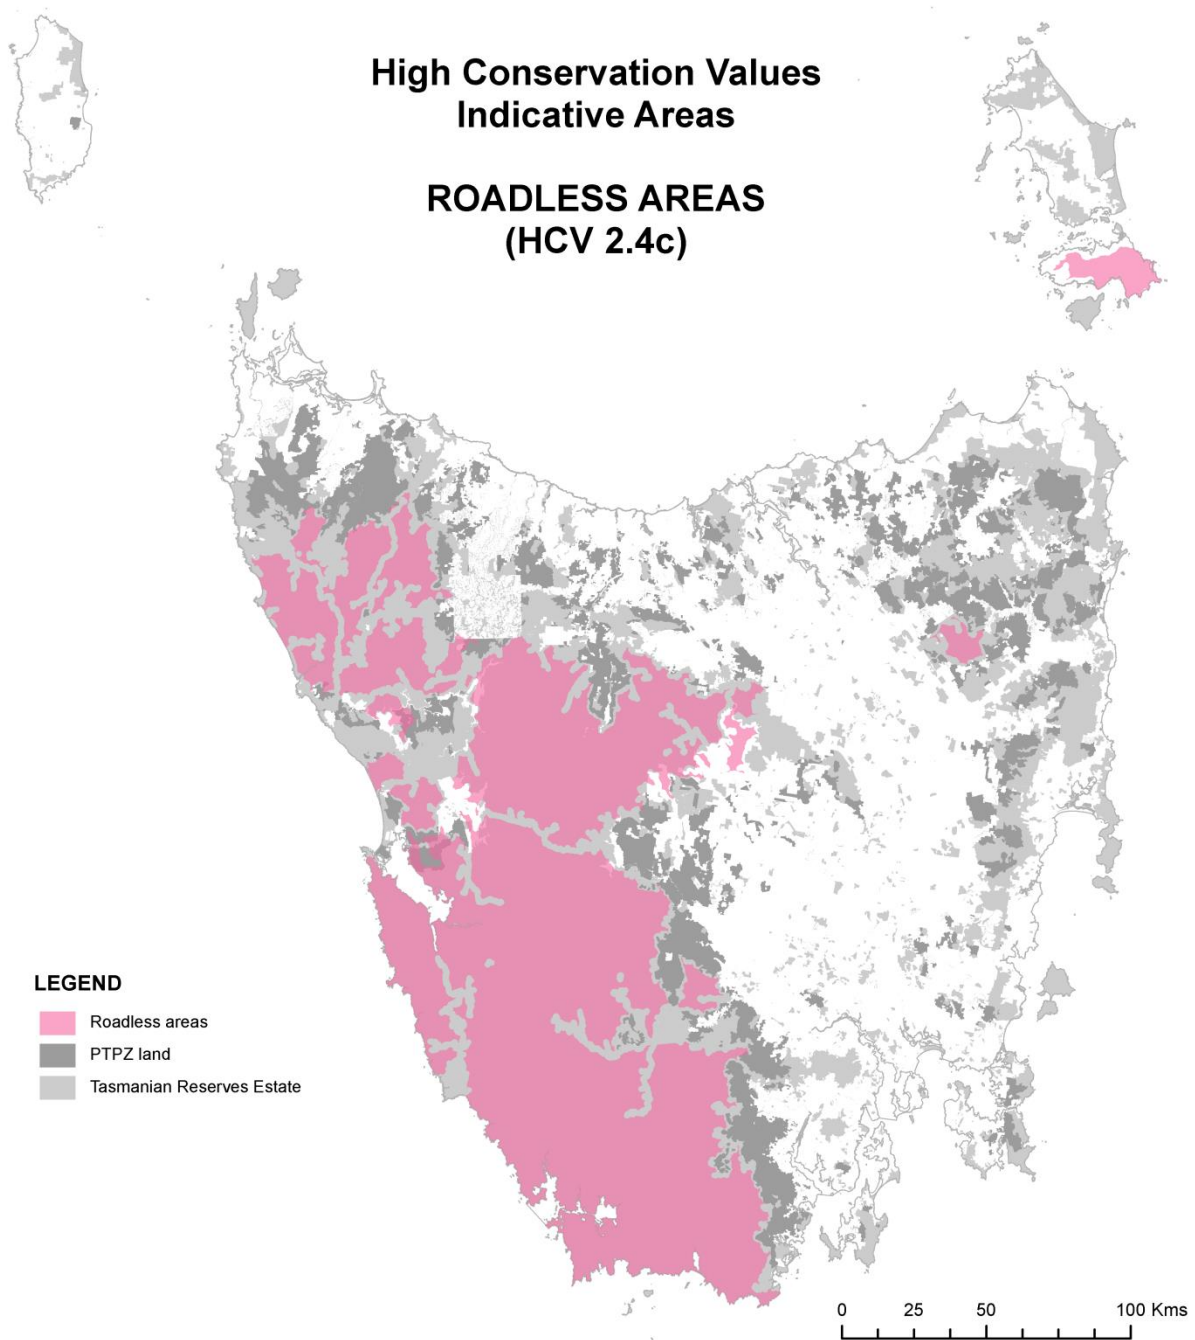 High Conservation Values
Indicative Areas
ROADLESS AREAS
(HCV 2.4c)
LEGEND
Roadless areas
PTPZ land
Tasmanian Reserves Estate
0 25 50 100 Kms